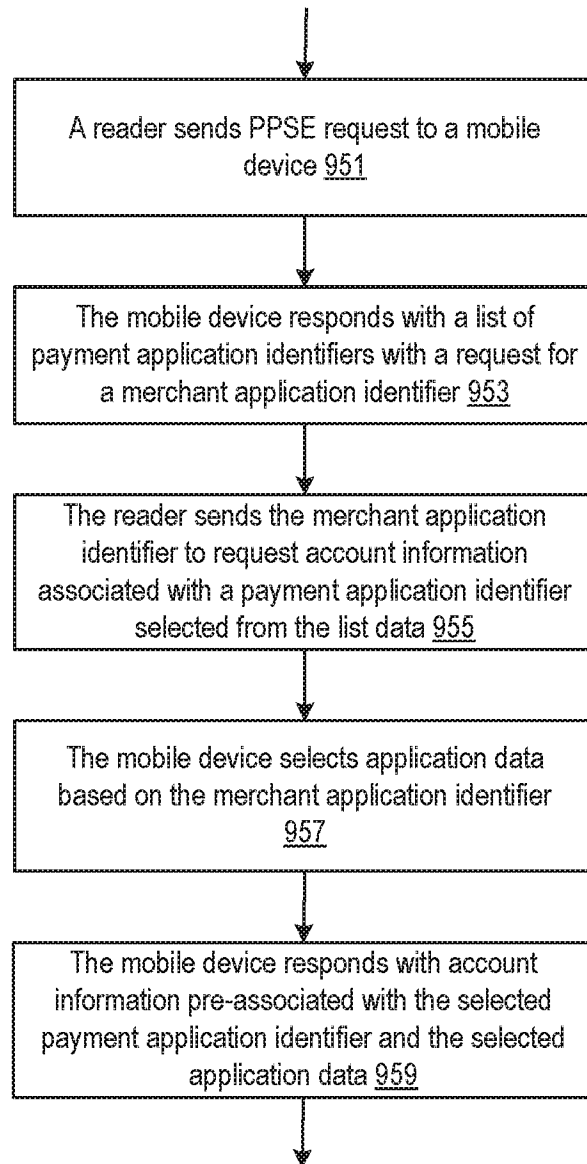 A reader sends PPSE request to a mobile
device 951
The mobile device responds with a list of
payment application identifiers with a request for
a merchant application identifier 953
The reader sends the merchant application
identifier to request account information
associated with a payment application identifier
selected from the list data 955
The mobile device selects application data
based on the merchant application identifier
957
The mobile device responds with account
information pre-associated with the selected
payment application identifier and the selected
application data 959